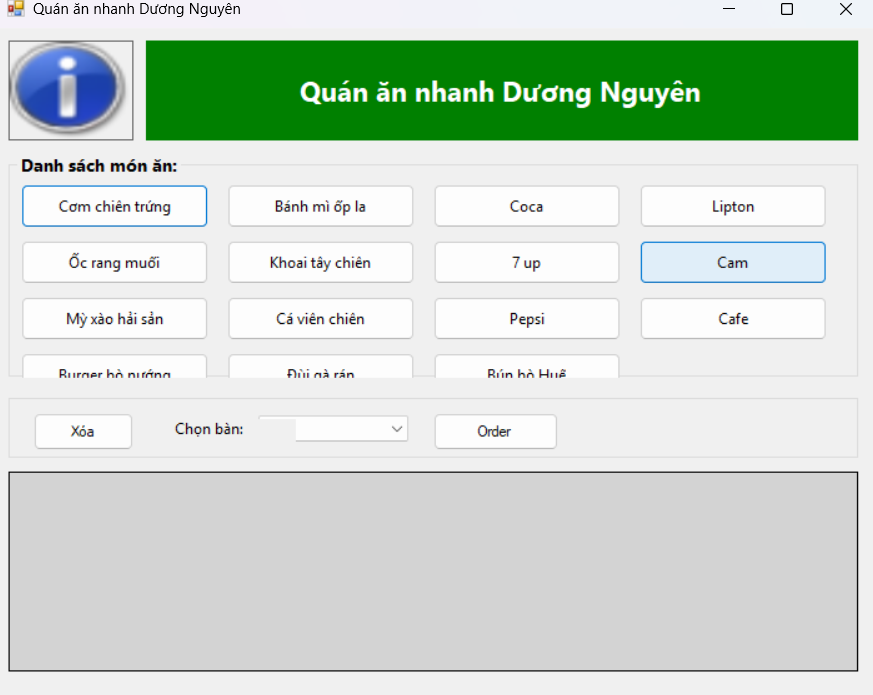 Quán ăn nhanh Dương Nguyên
Quán ăn nhanh Dương Nguyên
Danh sách món ăn:
Cơm chiên trứng Bánh mì ốp la Coca Lipton
Ốc rang muối Khoai tây chiên 7 up Cam
Mỳ xào hải sản Cá viên chiên Pepsi Cafe
Burger bò nướng Đùi gà rán Bún bò Huế
Xóa Chọn bàn: Order